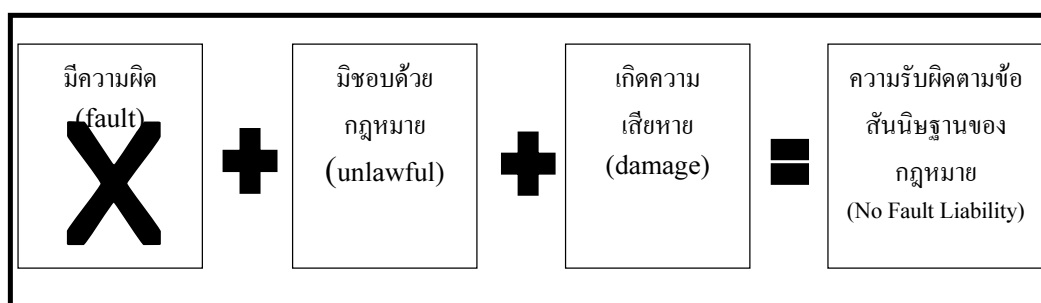 มีความผิด
(fault)
มิชอบด้วย
กฎหมาย
(unlawful)
เกิดความ
เสียหาย
(damage)
ความรับผิดตามข้อ
สันนิษฐานของ
กฎหมาย
(No Fault Liability)